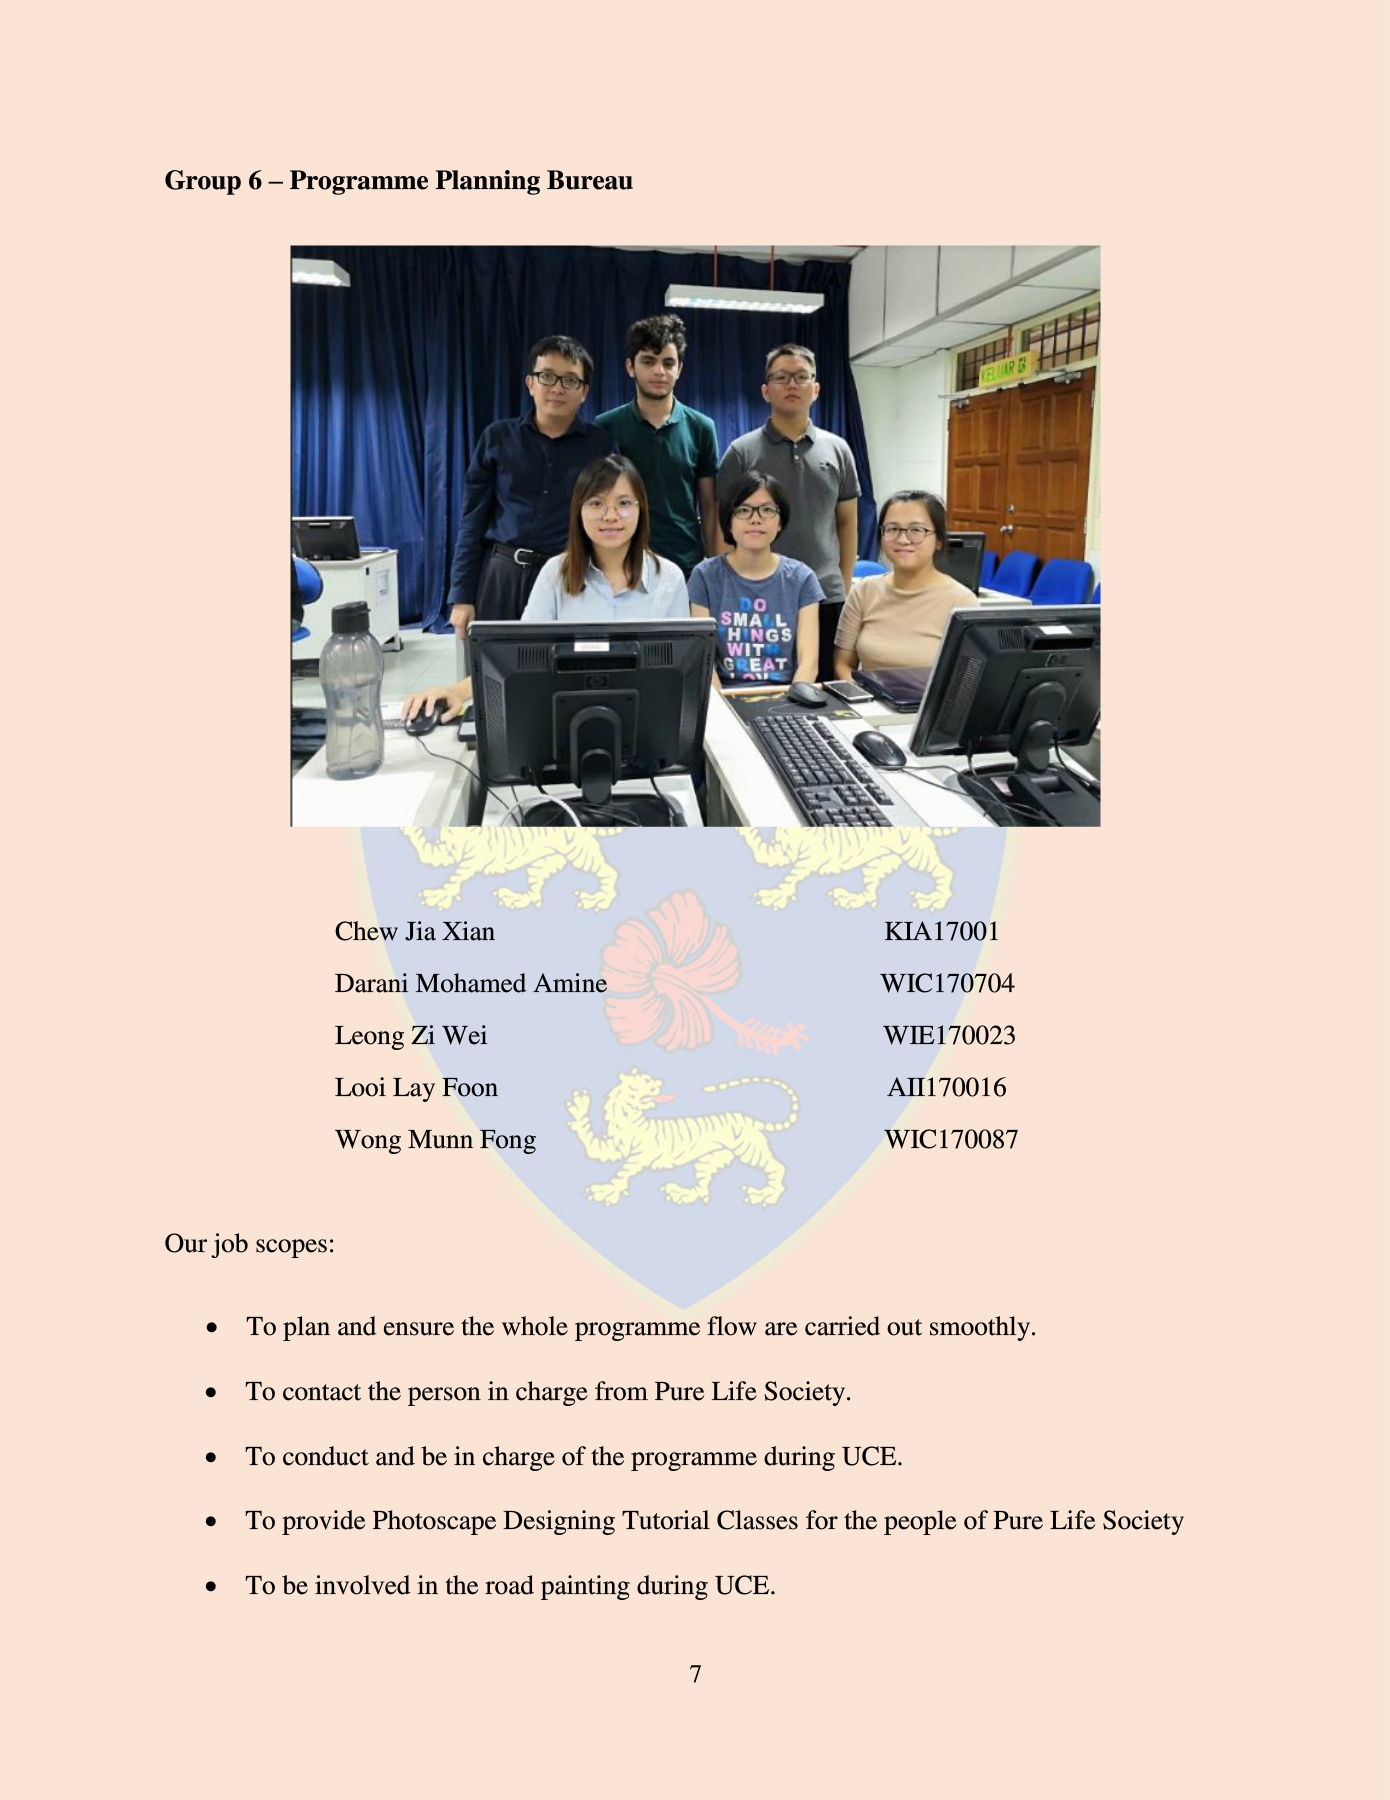 Group 6 – Programme Planning Bureau
KELUAR
DO
SMALL
THINGS
WITH
GREAT
LOVE
Chew Jia Xian KIA17001
Darani Mohamed Amine WIC170704
Leong Zi Wei WIE170023
Looi Lay Foon AII170016
Wong Munn Fong WIC170087
Our job scopes:
• To plan and ensure the whole programme flow are carried out smoothly.
• To contact the person in charge from Pure Life Society.
• To conduct and be in charge of the programme during UCE.
• To provide Photoscape Designing Tutorial Classes for the people of Pure Life Society
• To be involved in the road painting during UCE.
7